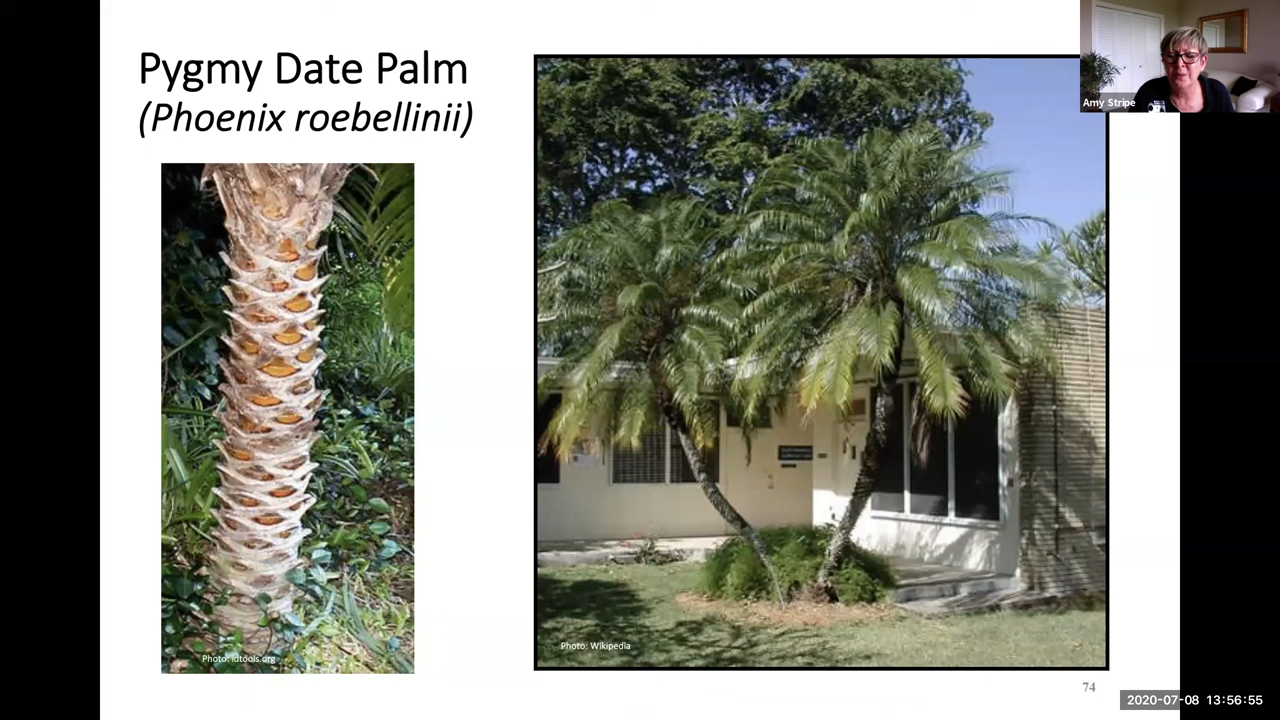 Pygmy Date Palm
(Phoenix roebellinii)
Amy Stripe
Photo: idtools.org
Photo: Wikipedia
74
2020-07-08 13:56:55